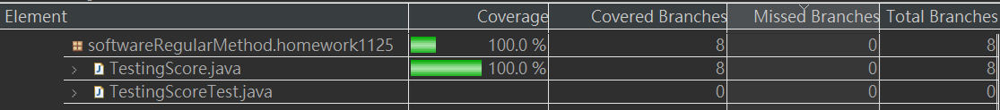 Element Coverage Covered Branches Missed Branches Total Branches
softwareRegularMethod.homework1125 100.0 % 8 0 8
TestingScore.java 100.0 % 8 0 8
TestingScoreTest.java 0 0 0